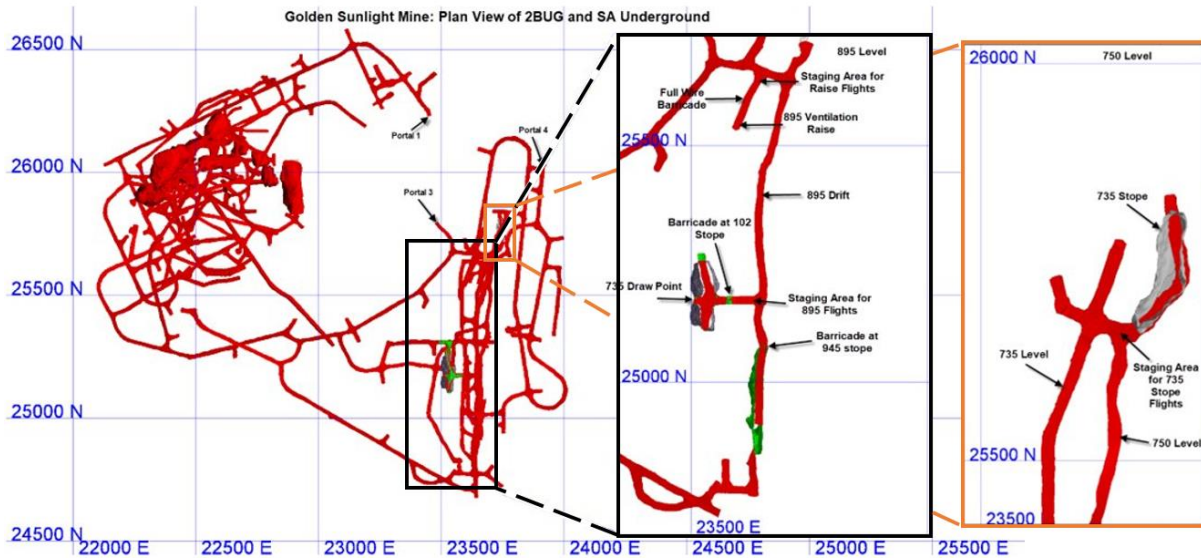 Golden Sunlight Mine: Plan View of 2BUG and SA Underground
26500 N
26000 N
25500 N
25000 N
24500 N
22000 E
22500 E
23000 E
23500 E
24000 E
24500 E
25000 E
25500 E
Portal 1
Portal 4
Portal 3
895 Level
Staging Area for
Raise Flights
Full Wire
Barricade
895 Ventilation
Raise
25500 N
895 Drift
Barricade at 102
Stope
735 Draw Point
Staging Area for
895 Flights
Barricade at
945 stope
25000 N
23500 E
26000 N
750 Level
735 Stope
735 Level
Staging Area
for 735
Stope
Flights
750 Level
25500 N
23500